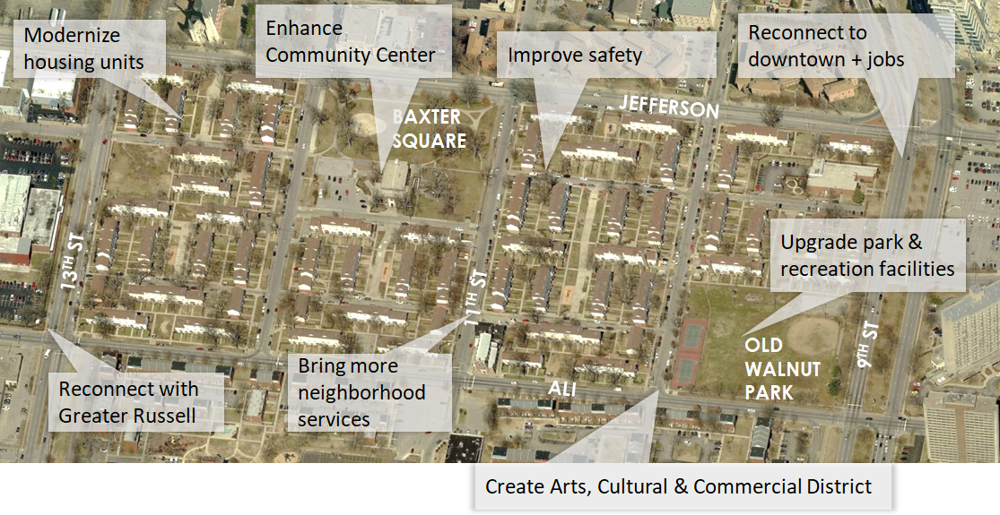 Modernize
housing units
Enhance
Community Center
Improve safety
Reconnect to
downtown + jobs
JEFFERSON
BAXTER
SQUARE
13TH ST
11TH ST
9TH ST
Upgrade park &
recreation facilities
OLD
WALNUT
PARK
Reconnect with
Greater Russell
Bring more
neighborhood
services
ALI
Create Arts, Cultural & Commercial District